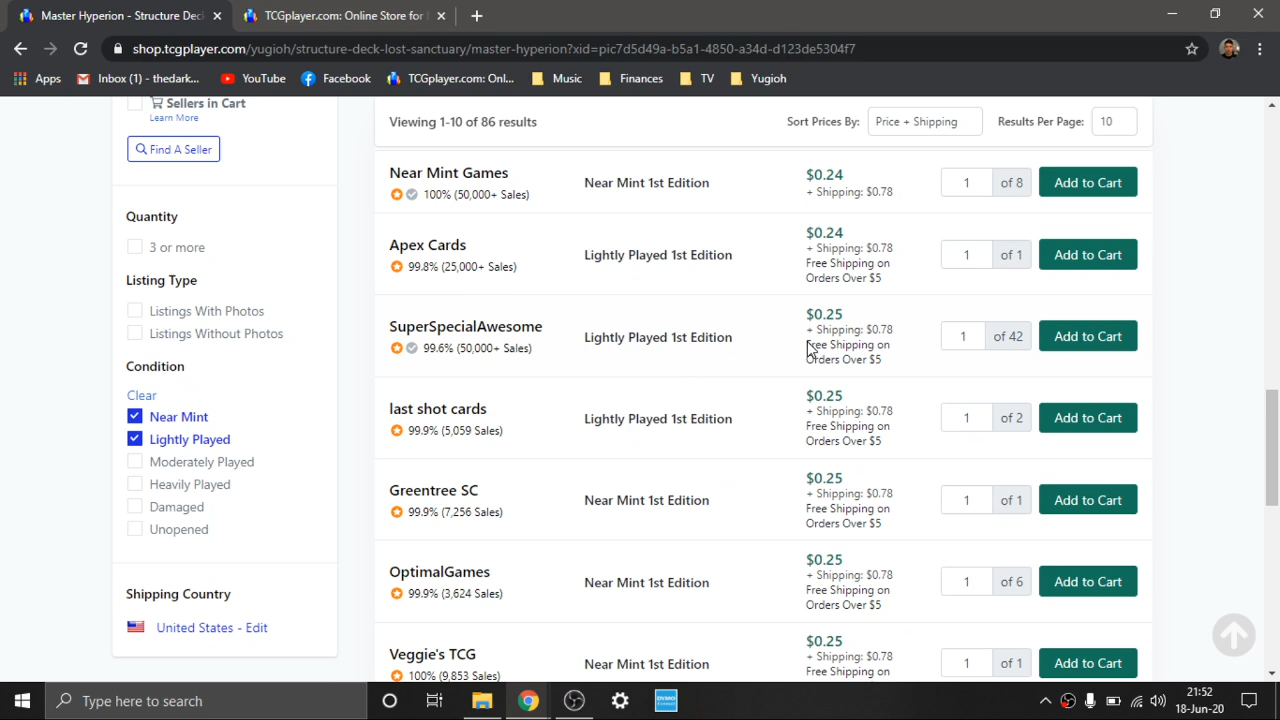 Master Hyperion - Structure Deck
TCGplayer.com: Online Store for
shop.tcgplayer.com/yugioh/structure-deck-lost-sanctuary/master-hyperion?xid=pic7d5d49a-b5a1-4850-a34d-d123de5304f7
Apps
Inbox (1) - thedark...
YouTube
Facebook
TCGplayer.com: Onl...
Music
Finances
TV
Yugioh
Sellers in Cart
Learn More
Find A Seller
Quantity
3 or more
Listing Type
Listings With Photos
Listings Without Photos
Condition
Clear
Near Mint
Lightly Played
Moderately Played
Heavily Played
Damaged
Unopened
Shipping Country
United States - Edit
Viewing 1-10 of 86 results
Sort Prices By: Price + Shipping
Results Per Page: 10
Near Mint Games
100% (50,000+ Sales)
Near Mint 1st Edition
$0.24
+ Shipping: $0.78
1 of 8
Add to Cart
Apex Cards
99.8% (25,000+ Sales)
Lightly Played 1st Edition
$0.24
+ Shipping: $0.78
Free Shipping on
Orders Over $5
1 of 1
Add to Cart
SuperSpecialAwesome
99.6% (50,000+ Sales)
Lightly Played 1st Edition
$0.25
+ Shipping: $0.78
Free Shipping on
Orders Over $5
1 of 42
Add to Cart
last shot cards
99.9% (5,059 Sales)
Lightly Played 1st Edition
$0.25
+ Shipping: $0.78
Free Shipping on
Orders Over $5
1 of 2
Add to Cart
Greentree SC
99.9% (7,256 Sales)
Near Mint 1st Edition
$0.25
+ Shipping: $0.78
Free Shipping on
Orders Over $5
1 of 1
Add to Cart
OptimalGames
99.9% (3,624 Sales)
Near Mint 1st Edition
$0.25
+ Shipping: $0.78
Free Shipping on
Orders Over $5
1 of 6
Add to Cart
Veggie's TCG
100% (9,853 Sales)
Near Mint 1st Edition
$0.25
+ Shipping: $0.78
Free Shipping on
1 of 1
Add to Cart
Type here to search
DYMO
21:52
18-Jun-20